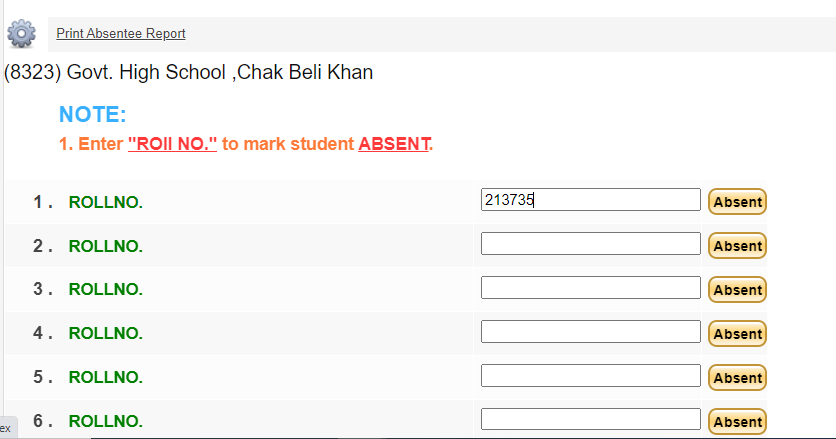 Print Absentee Report
(8323) Govt. High School ,Chak Beli Khan
NOTE:
1. Enter "ROll NO." to mark student ABSENT.
1. ROLLNO. 213735 Absent
2. ROLLNO. Absent
3. ROLLNO. Absent
4. ROLLNO. Absent
5. ROLLNO. Absent
6. ROLLNO. Absent
ex